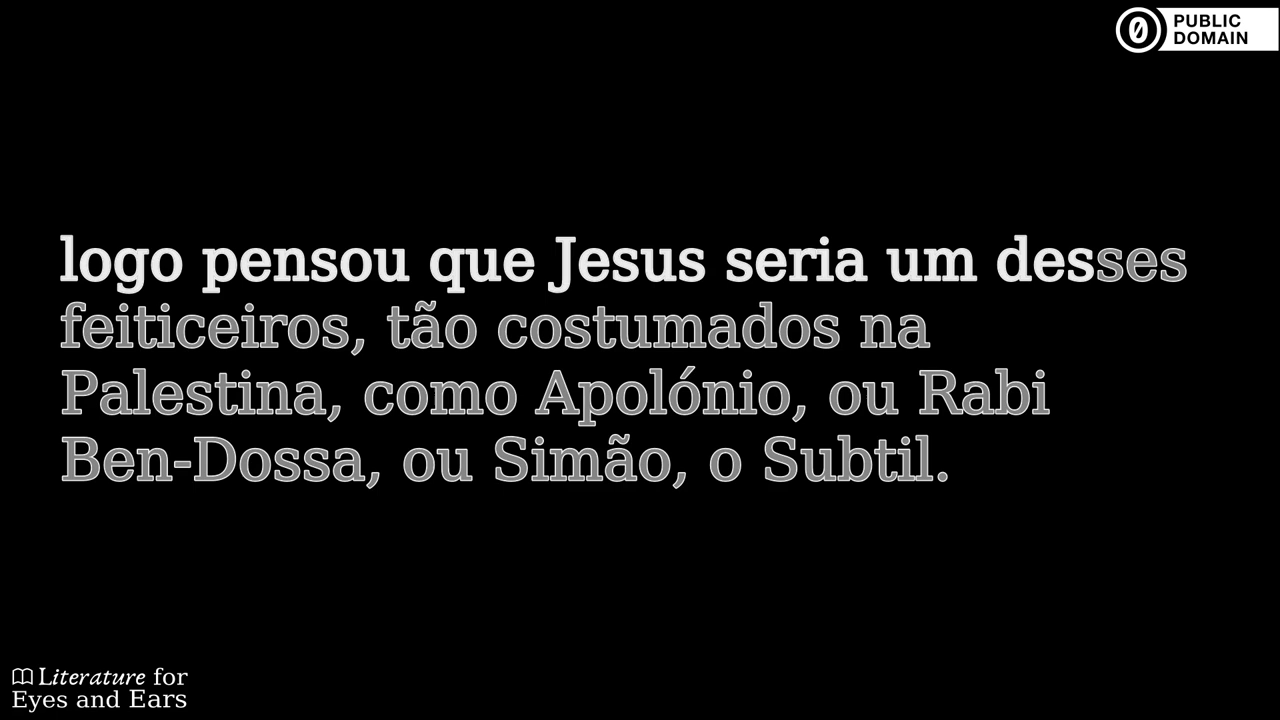 PUBLIC
DOMAIN
logo pensou que Jesus seria um desses
feiticeiros, tão costumados na
Palestina, como Apolónio, ou Rabi
Ben-Dossa, ou Simão, o Subtil.
Literature for
Eyes and Ears